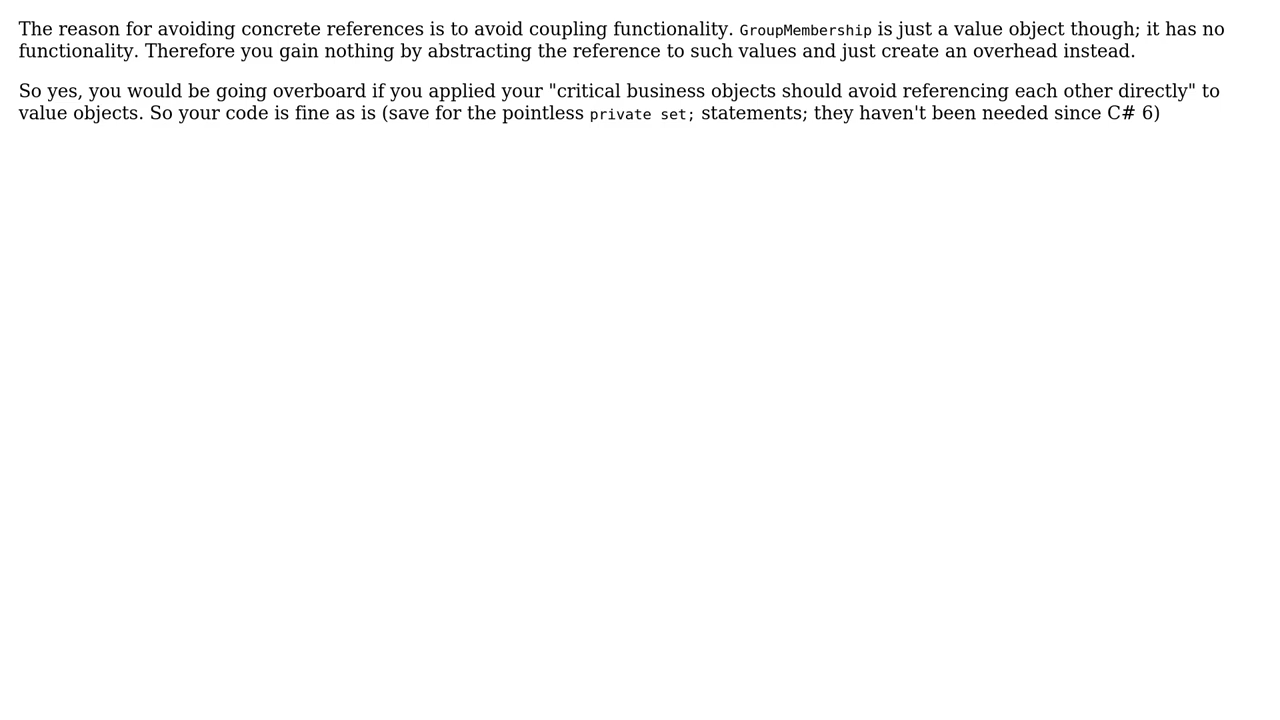 The reason for avoiding concrete references is to avoid coupling functionality. GroupMembership is just a value object though; it has no
functionality. Therefore you gain nothing by abstracting the reference to such values and just create an overhead instead.
So yes, you would be going overboard if you applied your "critical business objects should avoid referencing each other directly" to
value objects. So your code is fine as is (save for the pointless private set; statements; they haven't been needed since C# 6)